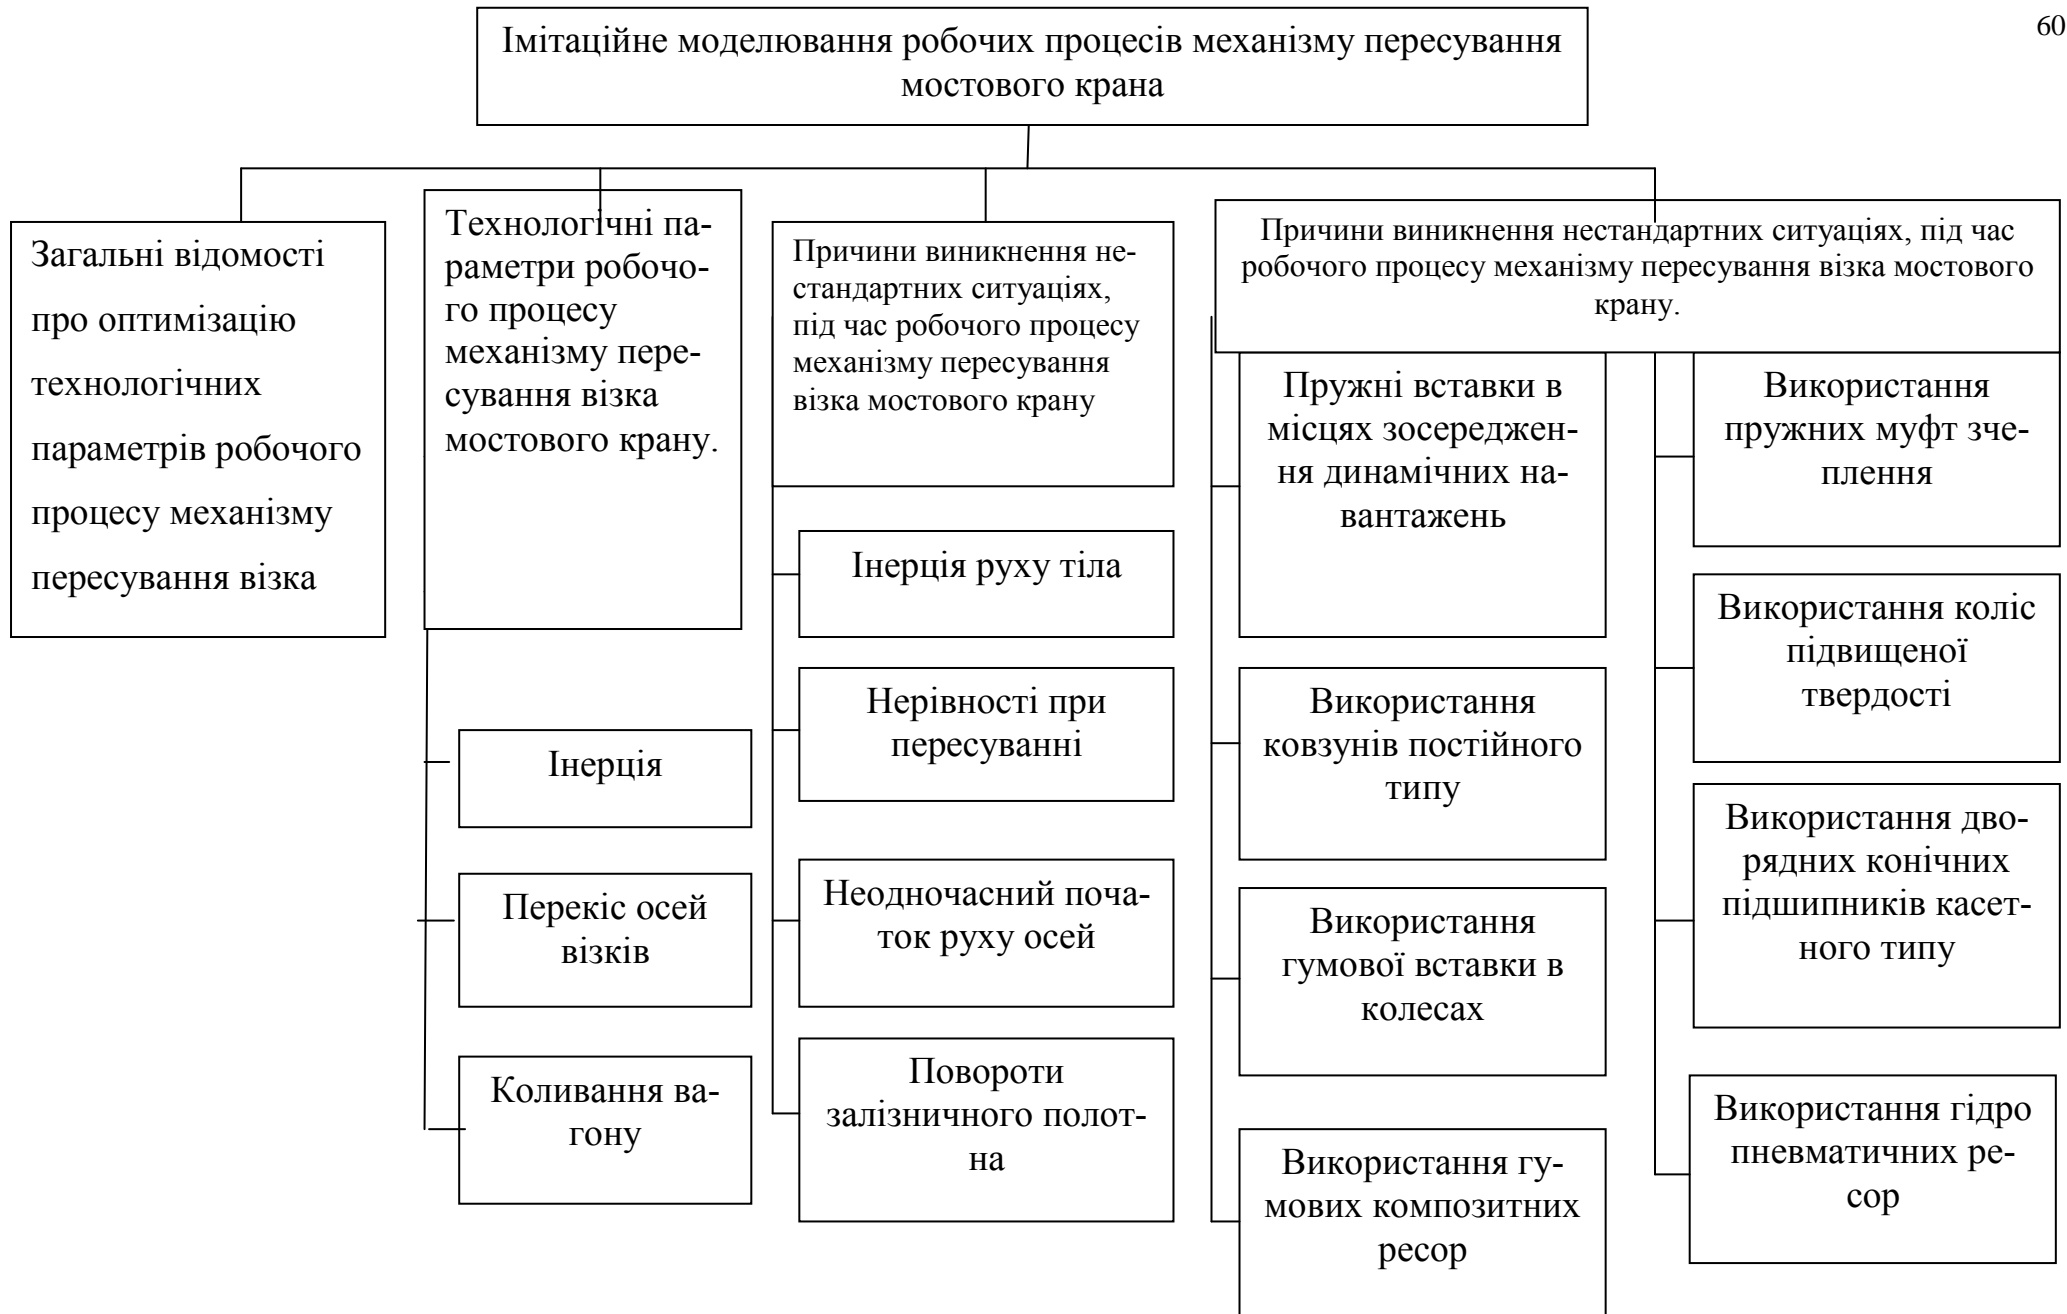 60
Імітаційне моделювання робочих процесів механізму пересування
мостового крана
Загальні відомості
про оптимізацію
технологічних
параметрів робочого
процесу механізму
пересування візка
Технологічні па-
раметри робочо-
го процесу
механізму пере-
сування візка
мостового крану.
Інерція
Перекіс осей
візків
Коливання ва-
гону
Причини виникнення не-
стандартних ситуаціях,
під час робочого процесу
механізму пересування
візка мостового крану
Інерція руху тіла
Нерівності при
пересуванні
Неодночасний поча-
ток руху осей
Повороти
залізничного полот-
на
Причини виникнення нестандартних ситуаціях, під час
робочого процесу механізму пересування візка мостового
крану.
Пружні вставки в
місцях зосереджен-
ня динамічних на-
вантажень
Використання
ковзунів постійного
типу
Використання
гумової вставки в
колесах
Використання гу-
мових композитних
ресор
Використання
пружних муфт зче-
плення
Використання коліс
підвищеної
твердості
Використання дво-
рядних конічних
підшипників касет-
ного типу
Використання гідро
пневматичних ре-
сор